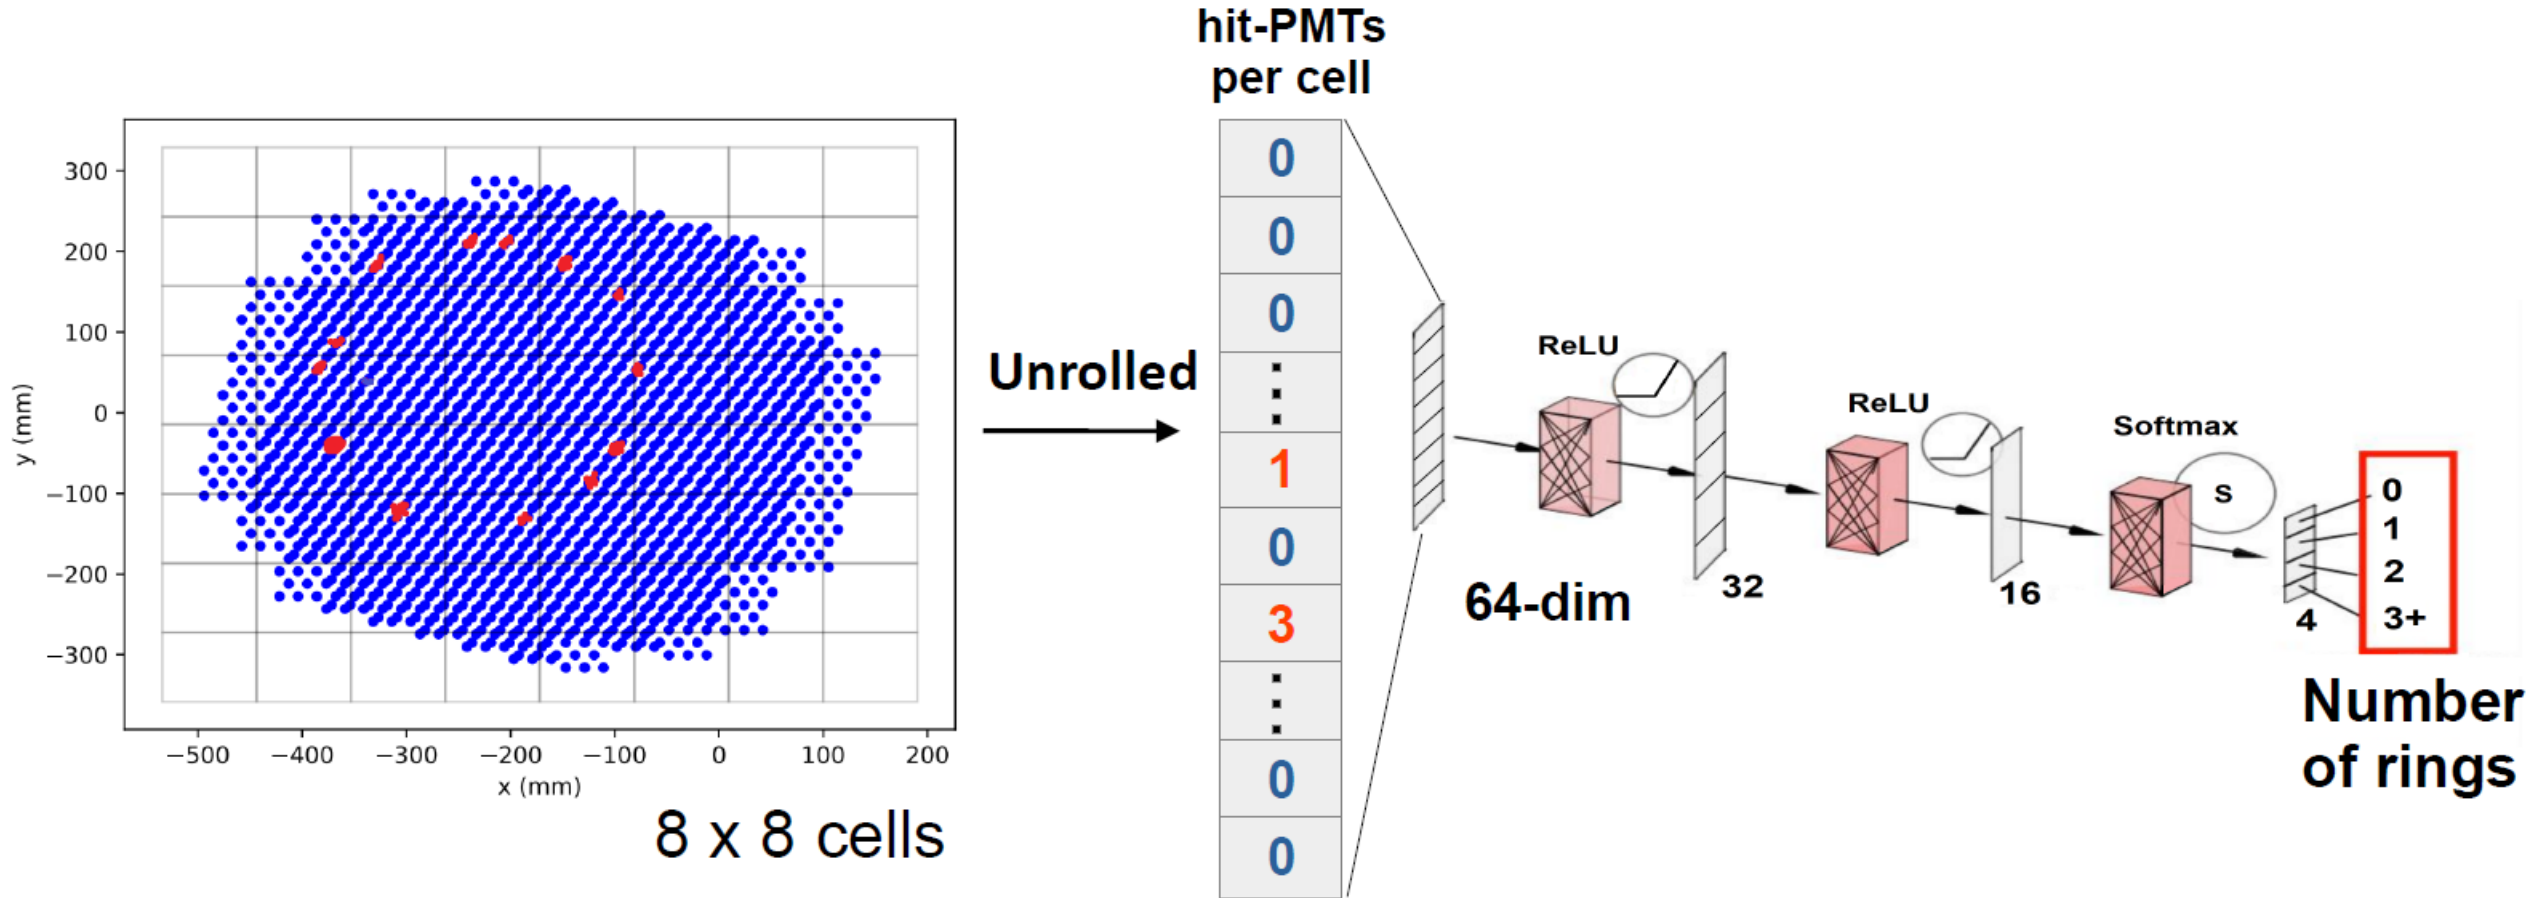 hit-PMTs
per cell
300
200
100
0
−100
−200
−300
y (mm)
−500 −400 −300 −200 −100 0 100 200
x (mm)
8 x 8 cells
Unrolled
0
0
0
1
0
3
0
0
64-dim
ReLU
32
ReLU
16
Softmax
S
4
0
1
2
3+
Number
of rings